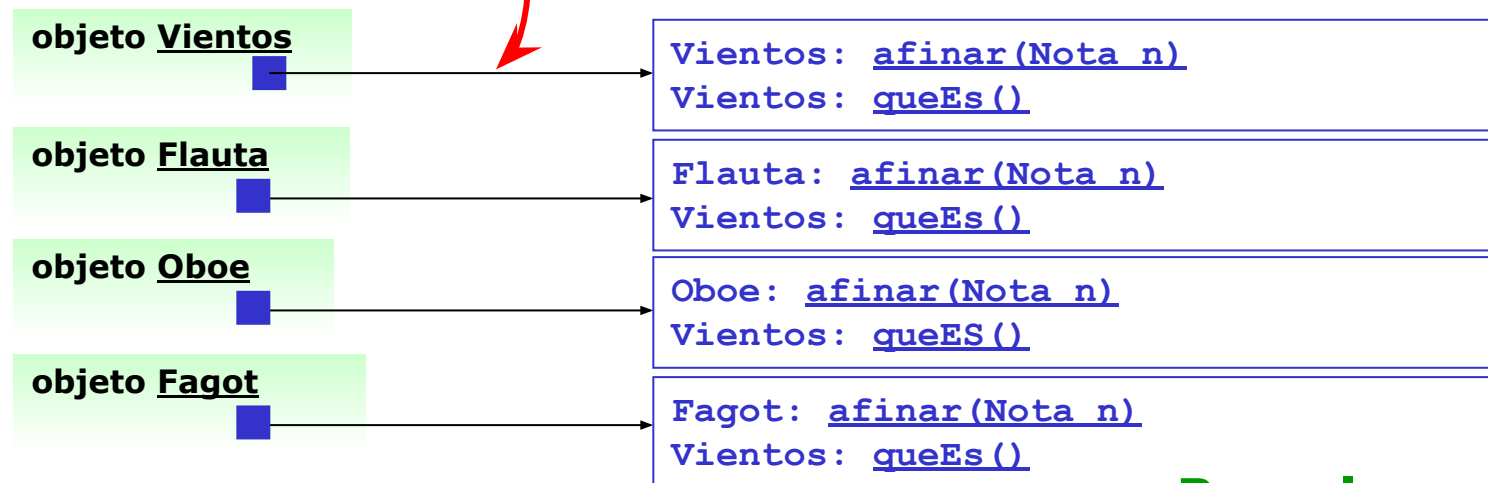 objeto Vientos
Vientos: afinar(Nota n)
Vientos: queEs()
objeto Flauta
Flauta: afinar(Nota n)
Vientos: queEs()
objeto Oboe
Oboe: afinar(Nota n)
Vientos: queES()
objeto Fagot
Fagot: afinar(Nota n)
Vientos: queEs()